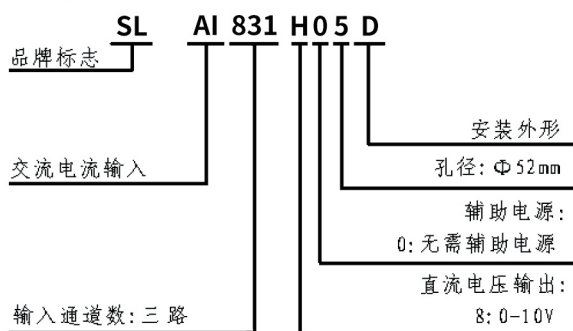 SL AI 831 H 0 5 D
品牌标志
安装外形
交流电流输入
孔径: Φ52mm
辅助电源:
0: 无需辅助电源
直流电压输出:
输入通道数: 三路
8: 0-10V